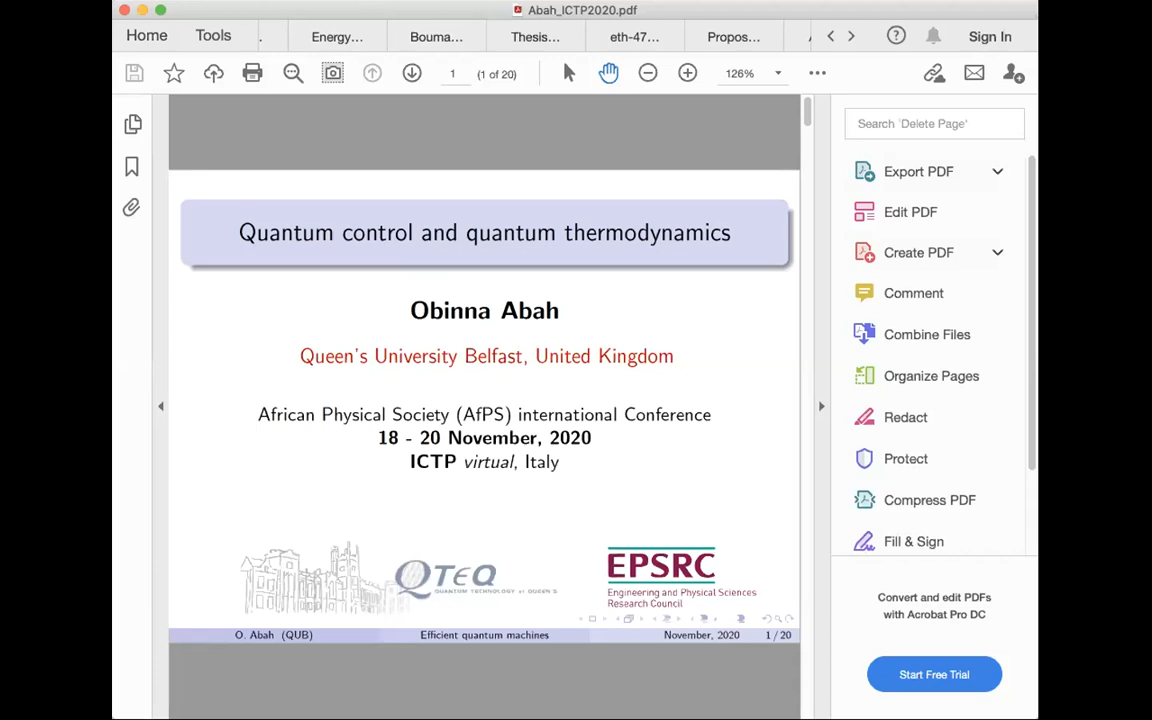 Abah_ICTP2020.pdf
Home
Tools
.
Energy...
Bouma...
Thesis...
eth-47...
Propos...
Sign In
1
(1 of 20)
126%
Search 'Delete Page'
Export PDF
Edit PDF
Create PDF
Comment
Combine Files
Organize Pages
Redact
Protect
Compress PDF
Fill & Sign
Convert and edit PDFs
with Acrobat Pro DC
Start Free Trial
Quantum control and quantum thermodynamics
Obinna Abah
Queen's University Belfast, United Kingdom
African Physical Society (AfPS) international Conference
18 - 20 November, 2020
ICTP virtual, Italy
QTEQ
QUANTUM TECHNOLOGY AT QUEEN'S
EPSRC
Engineering and Physical Sciences
Research Council
O. Abah (QUB)
Efficient quantum machines
November, 2020
1 / 20